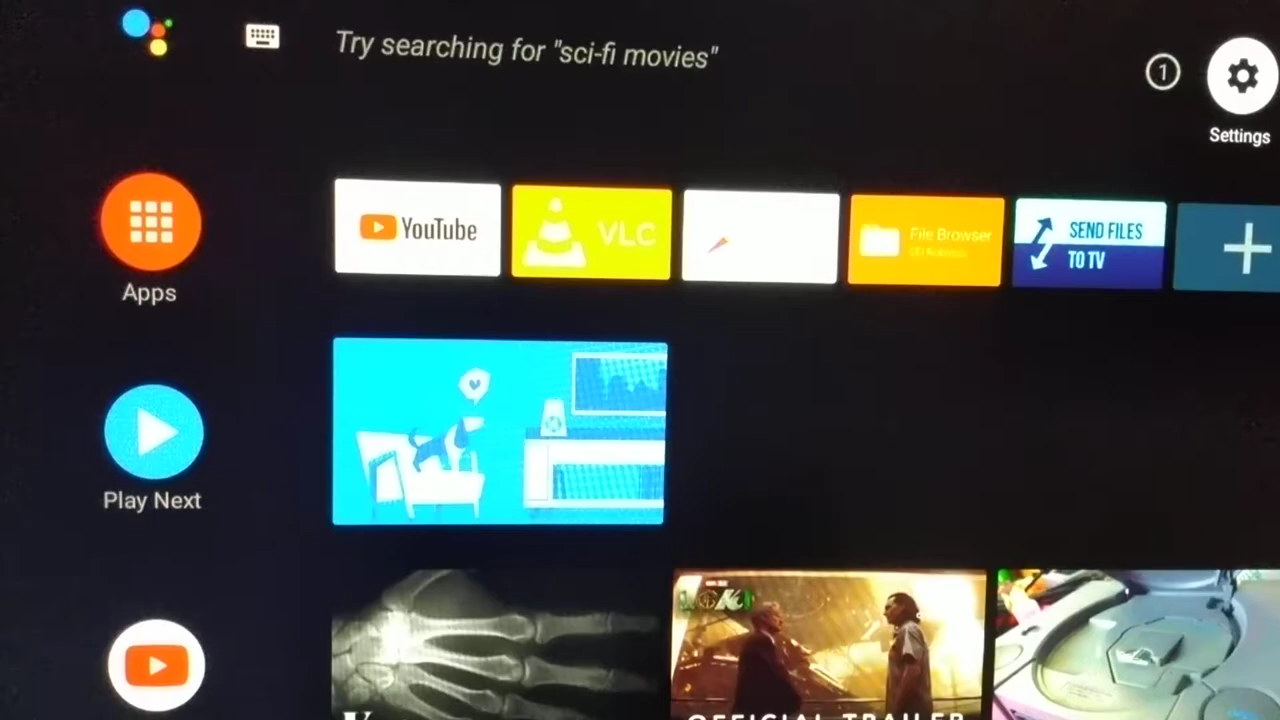 Try searching for "sci-fi movies"
1
Settings
YouTube
VLC
File Browser
SEND FILES
TO TV
Apps
Play Next
OFFICIAL TRAILER